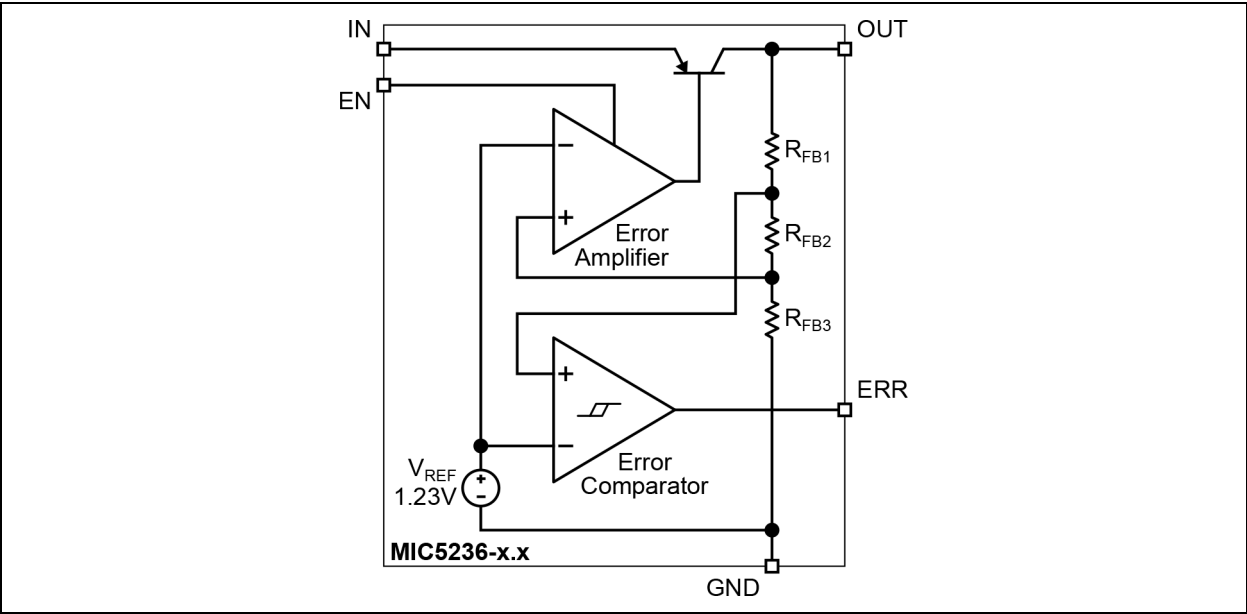 IN
OUT
EN
−
RFB1
+
Error
Amplifier
RFB2
RFB3
+
ERR
−
Error
Comparator
VREF
1.23V
+
−
MIC5236-x.x
GND